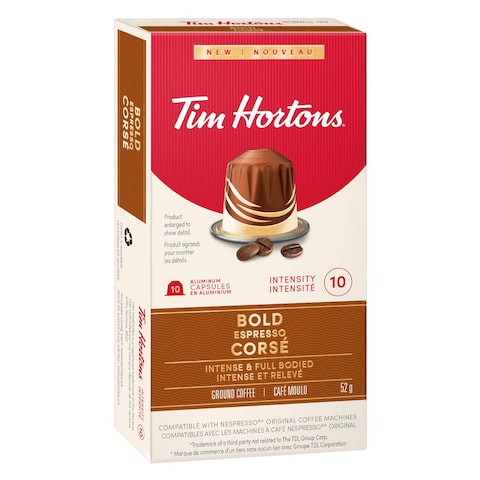 NEW | NOUVEAU
Tim Hortons®
Product
enlarged to
show detail.
Produit agrandi
pour montrer
les détails.
10
ALUMINUM
CAPSULES
EN ALUMINIUM
INTENSITY
INTENSITÉ
10
BOLD
ESPRESSO
CORSÉ
INTENSE & FULL BODIED
INTENSE ET RELEVÉ
GROUND COFFEE | CAFÉ MOULU
52 g
COMPATIBLE WITH NESPRESSO* ORIGINAL COFFEE MACHINES
COMPATIBLES AVEC LES MACHINES À CAFÉ NESPRESSO* ORIGINAL
*Trademark of a third party not related to The TDL Group Corp.
* Marque de commerce d'un tiers sans aucun lien avec Groupe TDL Corporation.
BOLD
ESPRESSO
CORSÉ
Tim Hortons
10